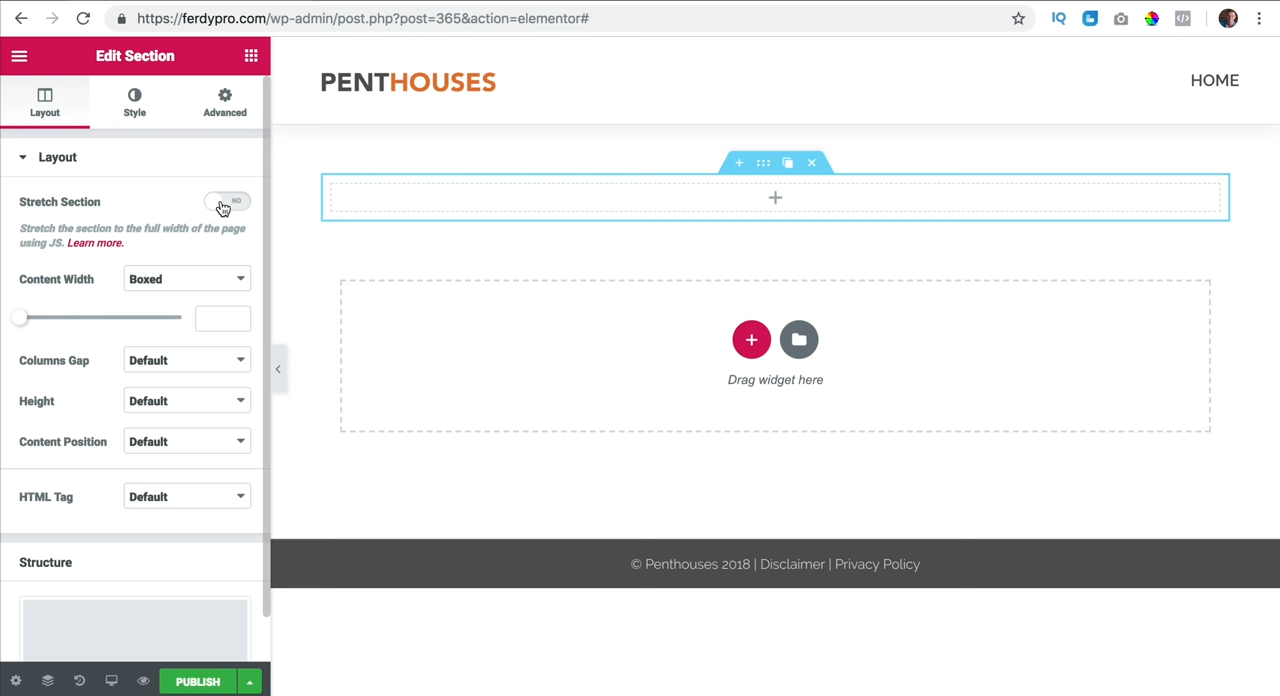 https://ferdypro.com/wp-admin/post.php?post=365&action=elementor#
IQ
Edit Section
Layout
Style
Advanced
PENTHOUSES
HOME
Layout
Stretch Section
NO
Stretch the section to the full width of the page
using JS. Learn more.
Content Width
Boxed
Columns Gap
Default
Height
Default
Content Position
Default
HTML Tag
Default
Structure
Drag widget here
© Penthouses 2018 | Disclaimer | Privacy Policy
PUBLISH